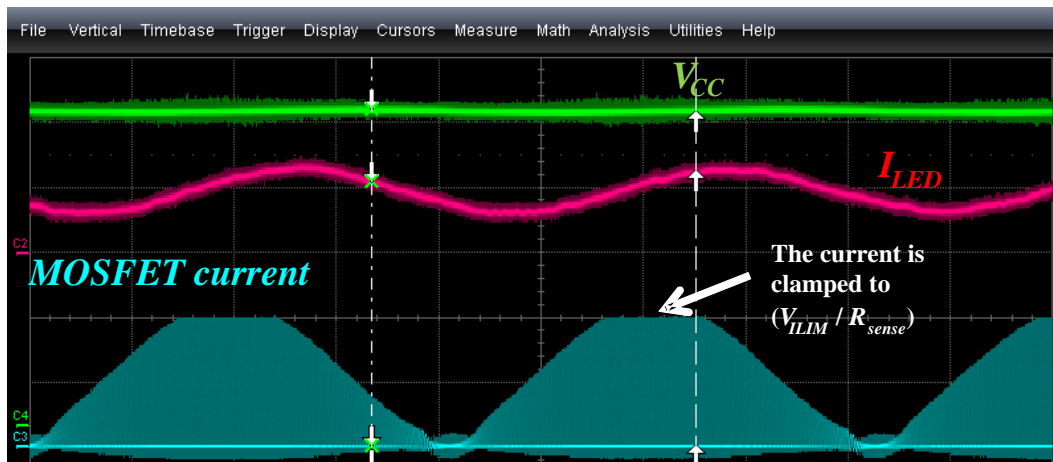 File Vertical Timebase Trigger Display Cursors Measure Math Analysis Utilities Help
VCC
ILED
C2
MOSFET current
The current is
clamped to
(VILIM / Rsense)
C4
C3